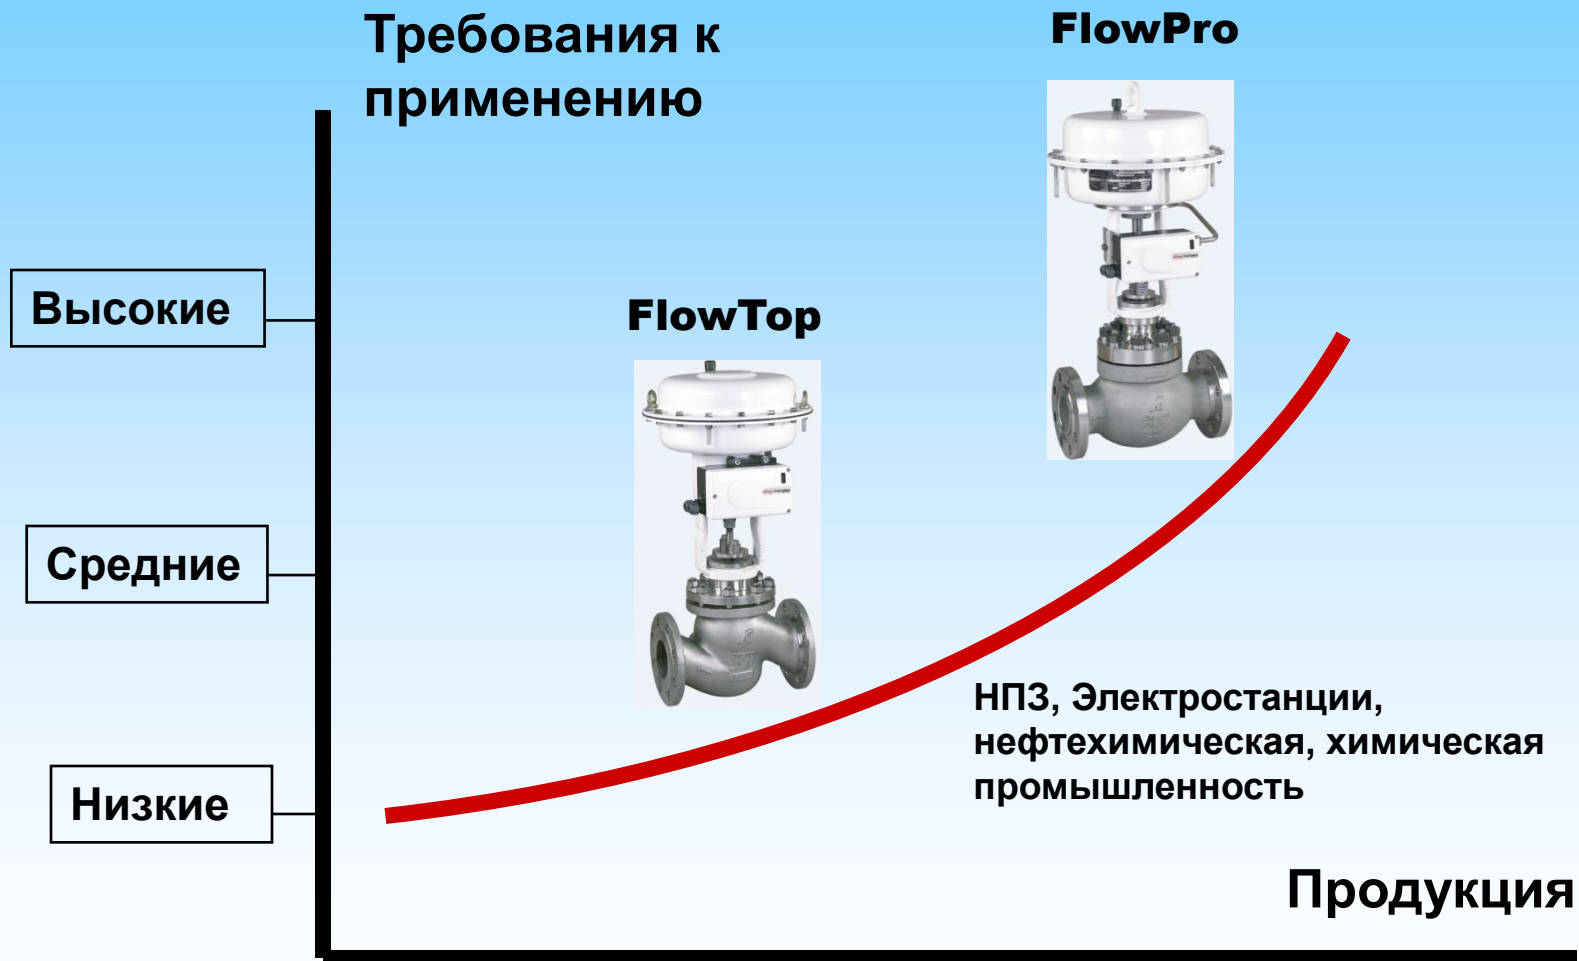 Требования к
применению
FlowPro
Высокие
FlowTop
Средние
НПЗ, Электростанции,
нефтехимическая, химическая
промышленность
Низкие
Продукция